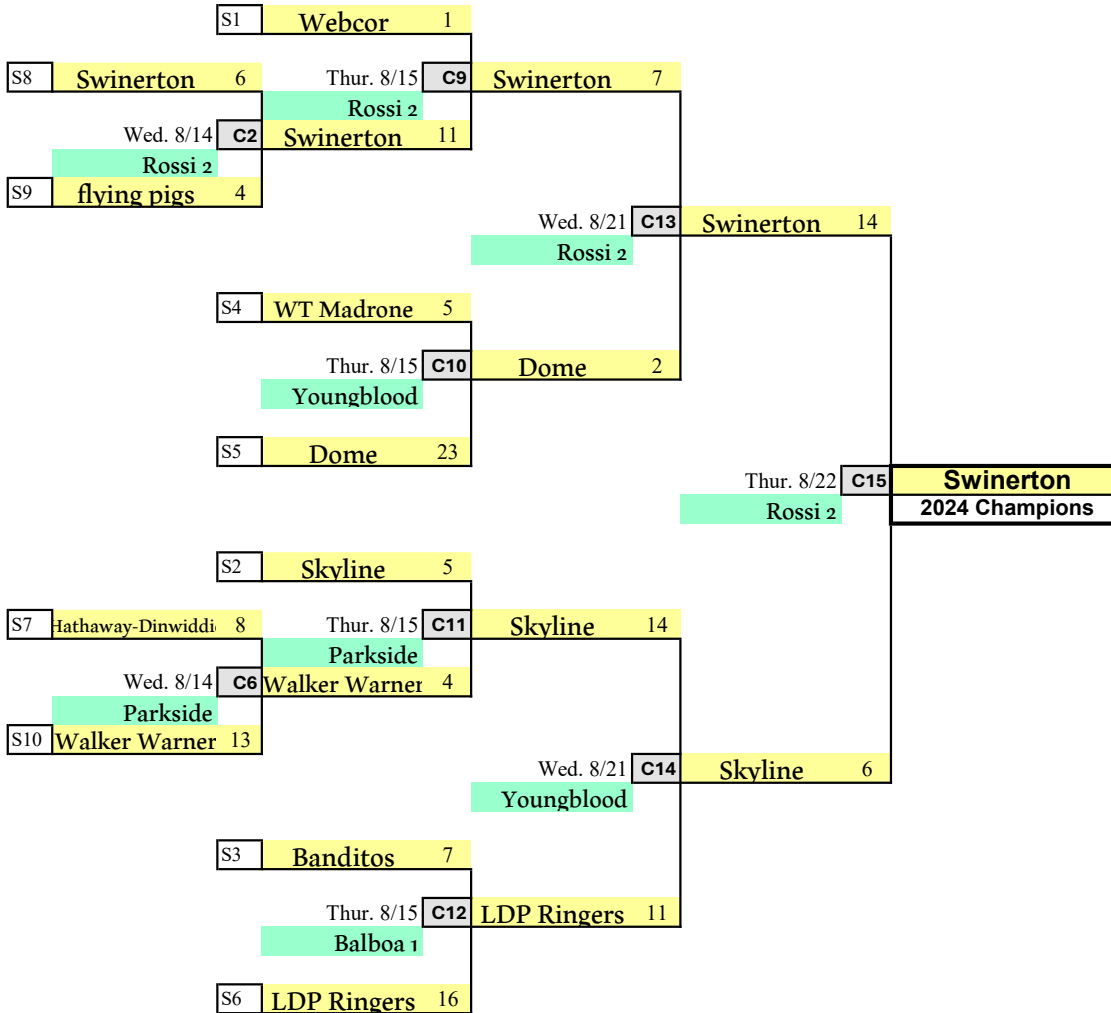 S1 Webcor 1
S8 Swinerton 6 Thur. 8/15 C9 Swinerton 7
Rossi 2
Wed. 8/14 C2 Swinerton 11
Rossi 2
S9 flying pigs 4
Wed. 8/21 C13 Swinerton 14
Rossi 2
S4 WT Madrone 5
Thur. 8/15 C10 Dome 2
Youngblood
S5 Dome 23
Thur. 8/22 C15 Swinerton
Rossi 2 2024 Champions
S2 Skyline 5
S7 Hathaway-Dinwiddi 8 Thur. 8/15 C11 Skyline 14
Parkside
Wed. 8/14 C6 Walker Warner 4
Parkside
S10 Walker Warner 13
Wed. 8/21 C14 Skyline 6
Youngblood
S3 Banditos 7
Thur. 8/15 C12 LDP Ringers 11
Balboa 1
S6 LDP Ringers 16